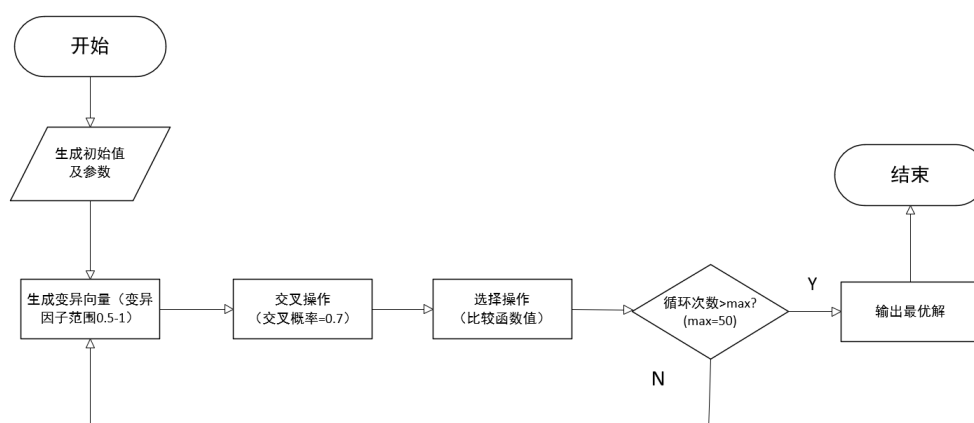 开始
生成初始值
及参数
生成变异向量（变异
因子范围0.5-1）
交叉操作
（交叉概率=0.7）
选择操作
（比较函数值）
循环次数>max?
(max=50)
Y
N
输出最优解
结束